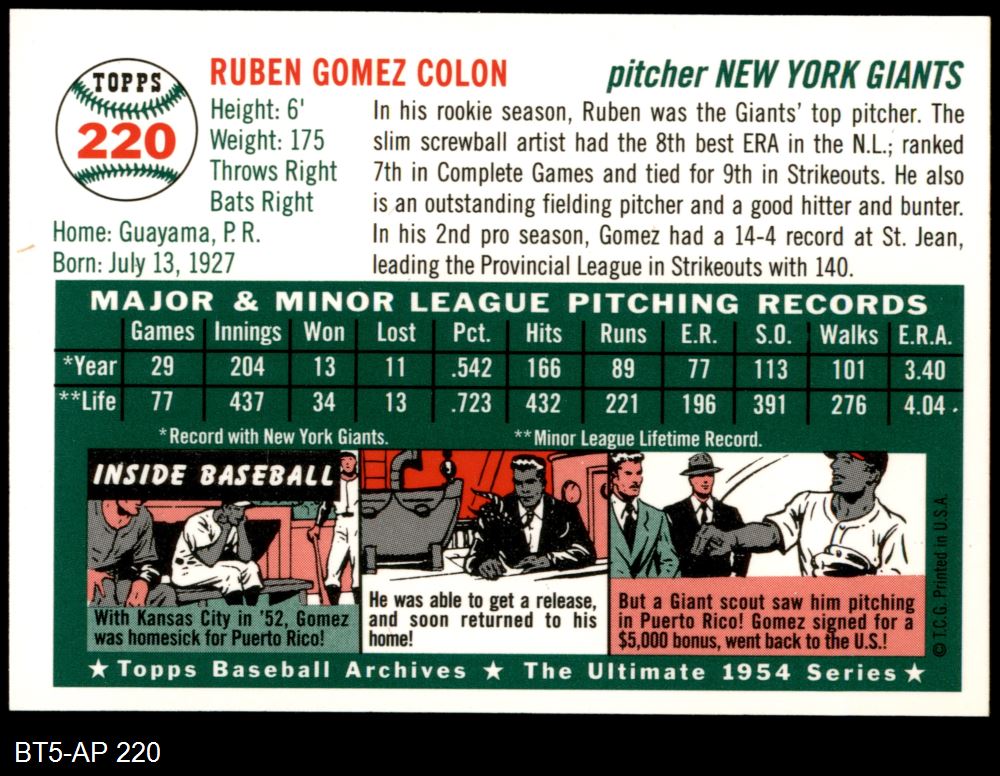 TOPPS
220
RUBEN GOMEZ COLON
pitcher NEW YORK GIANTS
Height: 6'
Weight: 175
Throws Right
Bats Right
Home: Guayama, P. R.
Born: July 13, 1927
In his rookie season, Ruben was the Giants' top pitcher. The
slim screwball artist had the 8th best ERA in the N.L.; ranked
7th in Complete Games and tied for 9th in Strikeouts. He also
is an outstanding fielding pitcher and a good hitter and bunter.
In his 2nd pro season, Gomez had a 14-4 record at St. Jean,
leading the Provincial League in Strikeouts with 140.
MAJOR & MINOR LEAGUE PITCHING RECORDS
Games Innings Won Lost Pct. Hits Runs E.R. S.O. Walks E.R.A.
*Year 29 204 13 11 .542 166 89 77 113 101 3.40
**Life 77 437 34 13 .723 432 221 196 391 276 4.04
*Record with New York Giants. **Minor League Lifetime Record.
INSIDE BASEBALL
With Kansas City in '52, Gomez
was homesick for Puerto Rico!
He was able to get a release,
and soon returned to his
home!
But a Giant scout saw him pitching
in Puerto Rico! Gomez signed for a
$5,000 bonus, went back to the U.S.!
© T.C.G. Printed in U.S.A.
★ Topps Baseball Archives ★ The Ultimate 1954 Series ★
BT5-AP 220